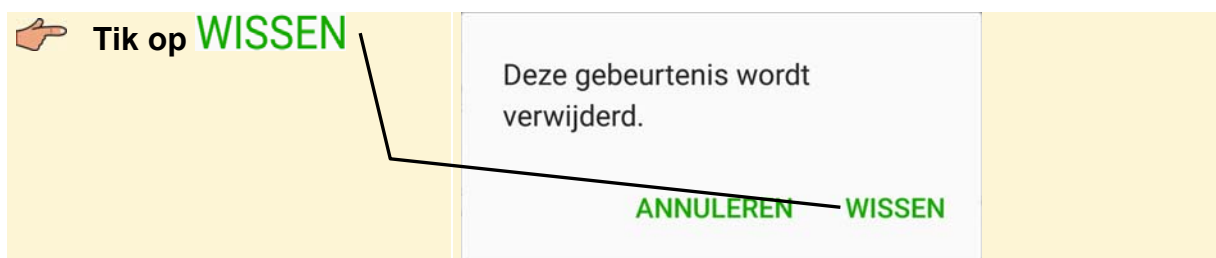 Tik op WISSEN
Deze gebeurtenis wordt
verwijderd.
ANNULEREN WISSEN